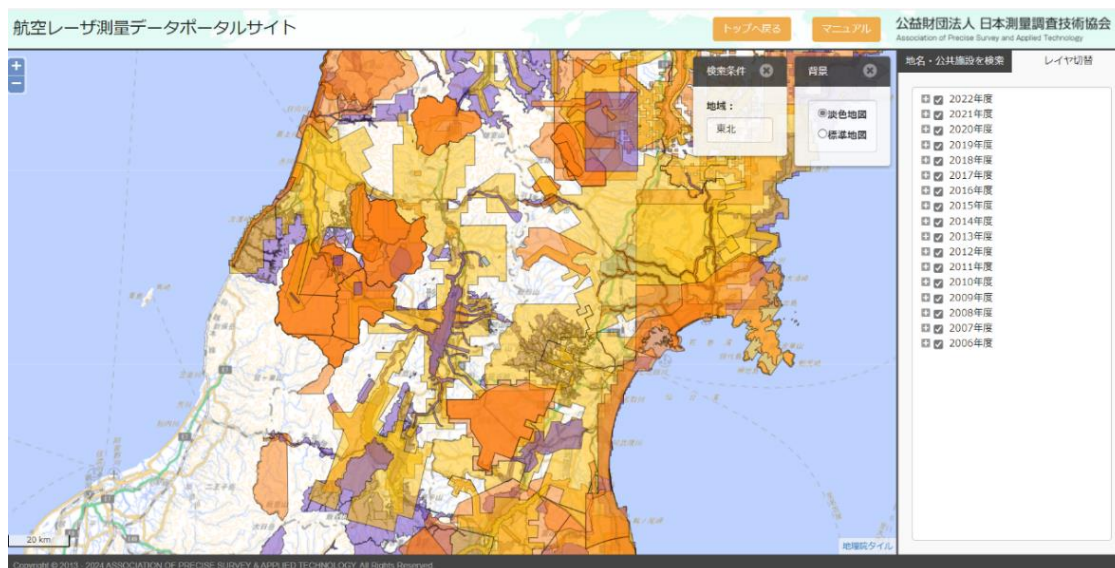 航空レーザ測量データポータルサイト
トップへ戻る
マニュアル
公益財団法人 日本測量調査技術協会
Association of Precise Survey and Applied Technology
地名・公共施設を検索
レイヤ切替
+
−
検索条件
地域：
東北
背景
淡色地図
標準地図
2022年度
2021年度
2020年度
2019年度
2018年度
2017年度
2016年度
2015年度
2014年度
2013年度
2012年度
2011年度
2010年度
2009年度
2008年度
2007年度
2006年度
20 km
地理院タイル
Copyright © 2013 - 2024 ASSOCIATION OF PRECISE SURVEY & APPLIED TECHNOLOGY. All Rights Reserved.